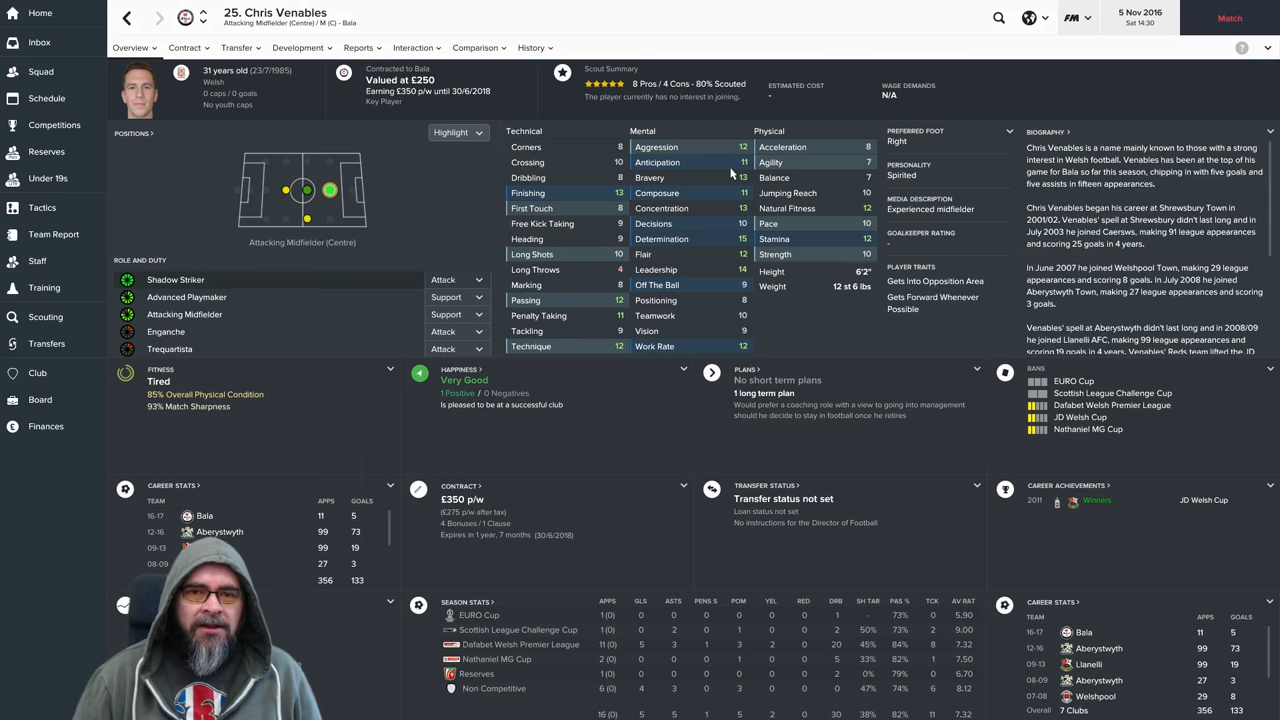 Home
Inbox
Squad
Schedule
Competitions
Reserves
Under 19s
Tactics
Team Report
Staff
Training
Scouting
Transfers
Club
Board
Finances
25. Chris Venables
Attacking Midfielder (Centre) / M (C) - Bala
FM
5 Nov 2016
Sat 14:30
Match
Overview
Contract
Transfer
Development
Reports
Interaction
Comparison
History
?
31 years old (23/7/1985)
Welsh
0 caps / 0 goals
No youth caps
Contracted to Bala
Valued at £250
Earning £350 p/w until 30/6/2018
Key Player
Scout Summary
8 Pros / 4 Cons - 80% Scouted
The player currently has no interest in joining.
ESTIMATED COST
-
WAGE DEMANDS
N/A
POSITIONS >
Highlight
Attacking Midfielder (Centre)
ROLE AND DUTY
Shadow Striker Attack
Advanced Playmaker Support
Attacking Midfielder Support
Enganche Attack
Trequartista Attack
Technical
Corners 8
Crossing 10
Dribbling 8
Finishing 13
First Touch 8
Free Kick Taking 9
Heading 9
Long Shots 10
Long Throws 4
Marking 8
Passing 12
Penalty Taking 11
Tackling 9
Technique 12
Mental
Aggression 12
Anticipation 11
Bravery 13
Composure 11
Concentration 13
Decisions 10
Determination 15
Flair 12
Leadership 14
Off The Ball 9
Positioning 8
Teamwork 10
Vision 9
Work Rate 12
Physical
Acceleration 8
Agility 7
Balance 7
Jumping Reach 10
Natural Fitness 12
Pace 10
Stamina 12
Strength 10
Height 6'2"
Weight 12 st 6 lbs
PREFERRED FOOT
Right
PERSONALITY
Spirited
MEDIA DESCRIPTION
Experienced midfielder
GOALKEEPER RATING
-
PLAYER TRAITS
Gets Into Opposition Area
Gets Forward Whenever
Possible
BIOGRAPHY >
Chris Venables is a name mainly known to those with a strong
interest in Welsh football. Venables has been at the top of his
game for Bala so far this season, chipping in with five goals and
five assists in fifteen appearances.
Chris Venables began his career at Shrewsbury Town in
2001/02. Venables' spell at Shrewsbury didn't last long and in
July 2003 he joined Caersws, making 91 league appearances
and scoring 25 goals in 4 years.
In June 2007 he joined Welshpool Town, making 29 league
appearances and scoring 8 goals. In July 2008 he joined
Aberystwyth Town, making 27 league appearances and scoring
3 goals.
Venables' spell at Aberystwyth didn't last long and in 2008/09
he joined Llanelli AFC, making 99 league appearances and
scoring 19 goals in 4 years. Venables' Reds team lifted the JD
FITNESS
Tired
85% Overall Physical Condition
93% Match Sharpness
HAPPINESS >
Very Good
1 Positive / 0 Negatives
Is pleased to be at a successful club
PLANS >
No short term plans
1 long term plan
Would prefer a coaching role with a view to going into management
should he decide to stay in football once he retires
BANS
EURO Cup
Scottish League Challenge Cup
Dafabet Welsh Premier League
JD Welsh Cup
Nathaniel MG Cup
CAREER STATS >
TEAM APPS GOALS
16-17 Bala 11 5
12-16 Aberystwyth 99 73
09-13 99 19
08-09 27 3
356 133
CONTRACT >
£350 p/w
(£275 p/w after tax)
4 Bonuses / 1 Clause
Expires in 1 year, 7 months (30/6/2018)
TRANSFER STATUS >
Transfer status not set
Loan status not set
No instructions for the Director of Football
CAREER ACHIEVEMENTS >
2011 Winners JD Welsh Cup
SEASON STATS > APPS GLS ASTS PEN S POM YEL RED DRB SH TAR PAS % TCK AV RAT
EURO Cup 1 (0) 0 0 0 0 0 0 1 - 73% 0 5.90
Scottish League Challenge Cup 1 (0) 0 2 0 1 0 0 2 50% 73% 2 9.00
Dafabet Welsh Premier League 11 (0) 5 3 1 3 2 0 20 45% 84% 8 7.32
Nathaniel MG Cup 2 (0) 0 0 0 1 0 0 5 33% 82% 1 7.50
Reserves 1 (0) 0 0 0 0 0 0 2 0% 79% 0 6.70
Non Competitive 6 (0) 4 3 0 3 0 0 0 47% 74% 6 8.12
16 (0) 5 5 1 5 2 0 30 38% 82% 11 7.32
CAREER STATS >
TEAM APPS GOALS
16-17 Bala 11 5
12-16 Aberystwyth 99 73
09-13 Llanelli 99 19
08-09 Aberystwyth 27 3
07-08 Welshpool 29 8
Overall 7 Clubs 356 133